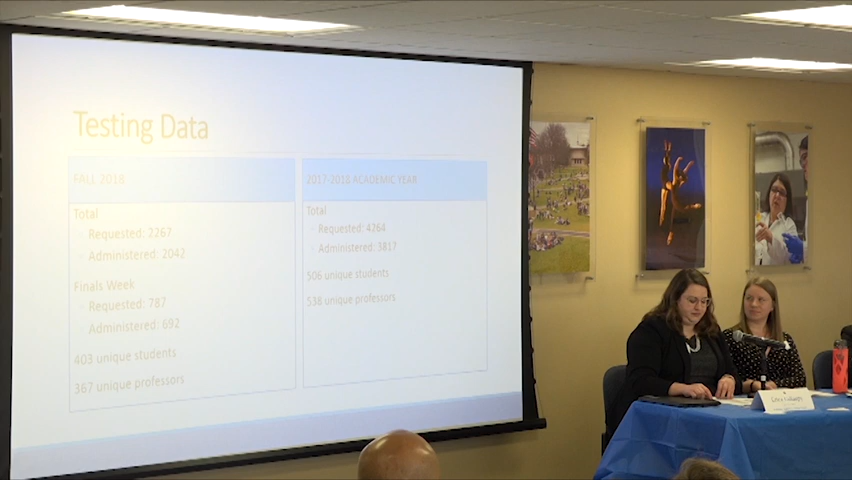 Testing Data
FALL 2018
Total
Requested: 2267
Administered: 2042
Finals Week
Requested: 787
Administered: 692
403 unique students
367 unique professors
2017-2018 ACADEMIC YEAR
Total
Requested: 4264
Administered: 3817
506 unique students
538 unique professors